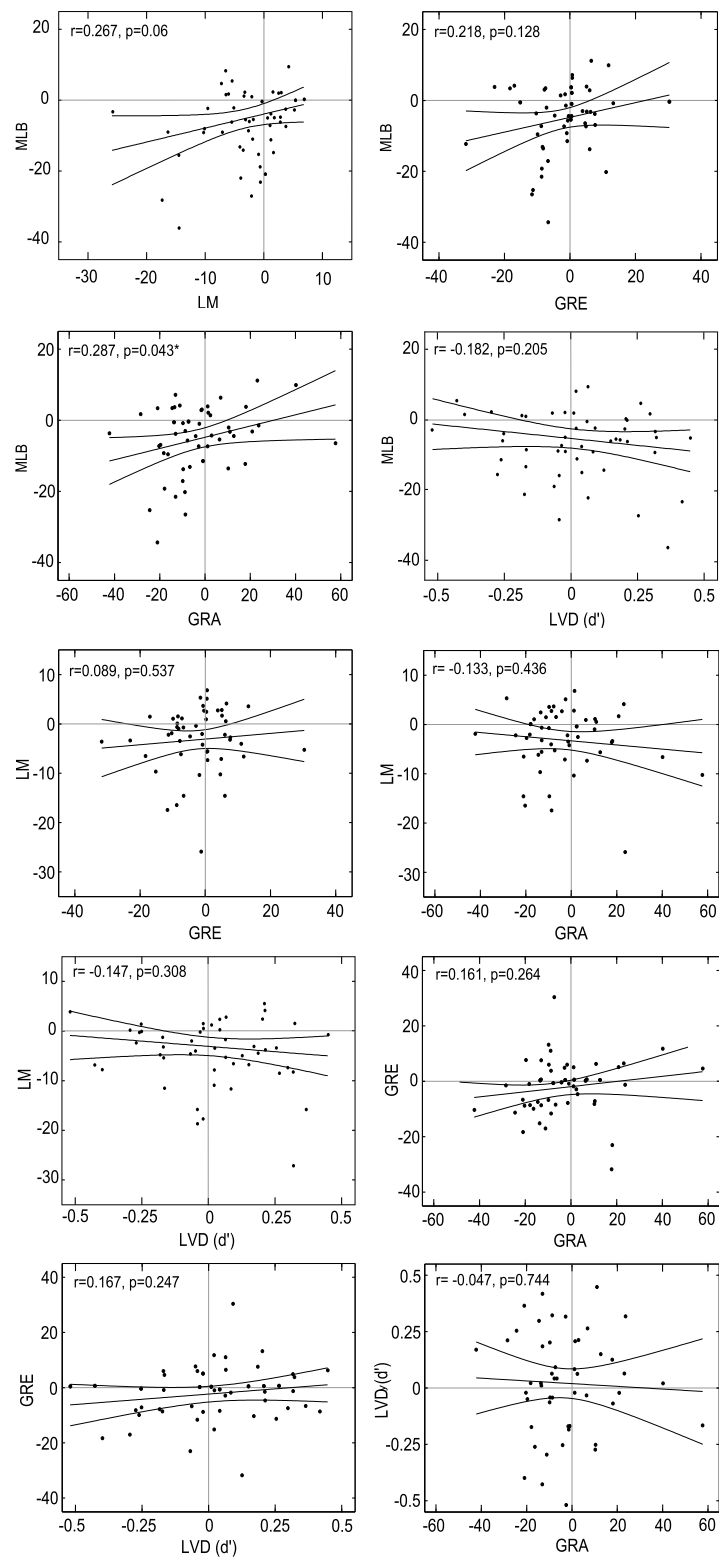 r=0.267, p=0.06
20
0
-20
-40
MLB
-30 -20 -10 0 10
LM
r=0.218, p=0.128
20
0
-20
-40
MLB
-40 -20 0 20 40
GRE
r=0.287, p=0.043*
20
0
-20
-40
MLB
-60 -40 -20 0 20 40 60
GRA
r= -0.182, p=0.205
20
0
-20
-40
MLB
-0.5 -0.25 0 0.25 0.5
LVD (d')
r=0.089, p=0.537
10
0
-10
-20
-30
LM
-40 -20 0 20 40
GRE
r= -0.133, p=0.436
10
0
-10
-20
-30
LM
-60 -40 -20 0 20 40 60
GRA
r= -0.147, p=0.308
10
0
-10
-20
-30
LM
-0.5 -0.25 0 0.25 0.5
LVD (d')
r=0.161, p=0.264
40
20
0
-20
-40
GRE
-60 -40 -20 0 20 40 60
GRA
r=0.167, p=0.247
40
20
0
-20
-40
GRE
-0.5 -0.25 0 0.25 0.5
LVD (d')
r= -0.047, p=0.744
0.5
0.25
0
-0.25
-0.5
LVD (d')
-60 -40 -20 0 20 40 60
GRA